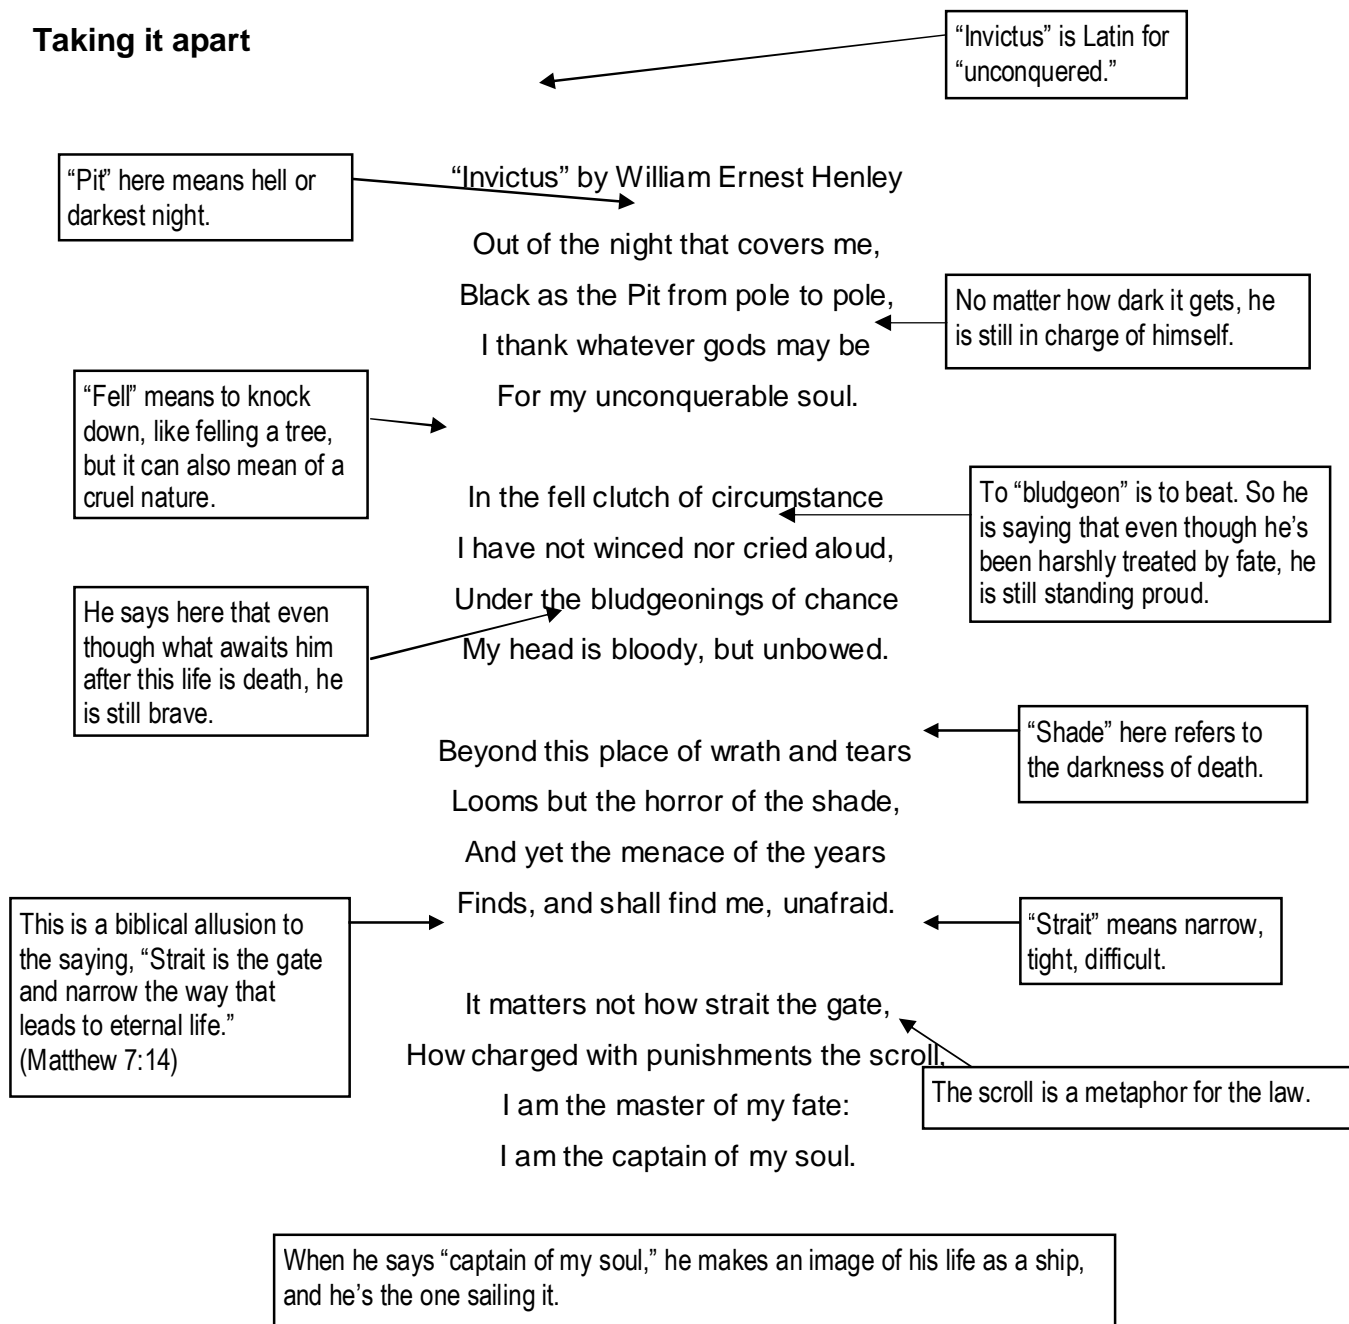 Taking it apart
“Invictus” is Latin for
“unconquered.”
“Pit” here means hell or
darkest night.
“Invictus” by William Ernest Henley
Out of the night that covers me,
Black as the Pit from pole to pole,
I thank whatever gods may be
For my unconquerable soul.
No matter how dark it gets, he
is still in charge of himself.
“Fell” means to knock
down, like felling a tree,
but it can also mean of a
cruel nature.
In the fell clutch of circumstance
I have not winced nor cried aloud,
Under the bludgeonings of chance
My head is bloody, but unbowed.
To “bludgeon” is to beat. So he
is saying that even though he’s
been harshly treated by fate, he
is still standing proud.
He says here that even
though what awaits him
after this life is death, he
is still brave.
Beyond this place of wrath and tears
Looms but the horror of the shade,
And yet the menace of the years
Finds, and shall find me, unafraid.
“Shade” here refers to
the darkness of death.
This is a biblical allusion to
the saying, “Strait is the gate
and narrow the way that
leads to eternal life.”
(Matthew 7:14)
“Strait” means narrow,
tight, difficult.
It matters not how strait the gate,
How charged with punishments the scroll,
I am the master of my fate:
I am the captain of my soul.
The scroll is a metaphor for the law.
When he says “captain of my soul,” he makes an image of his life as a ship,
and he’s the one sailing it.